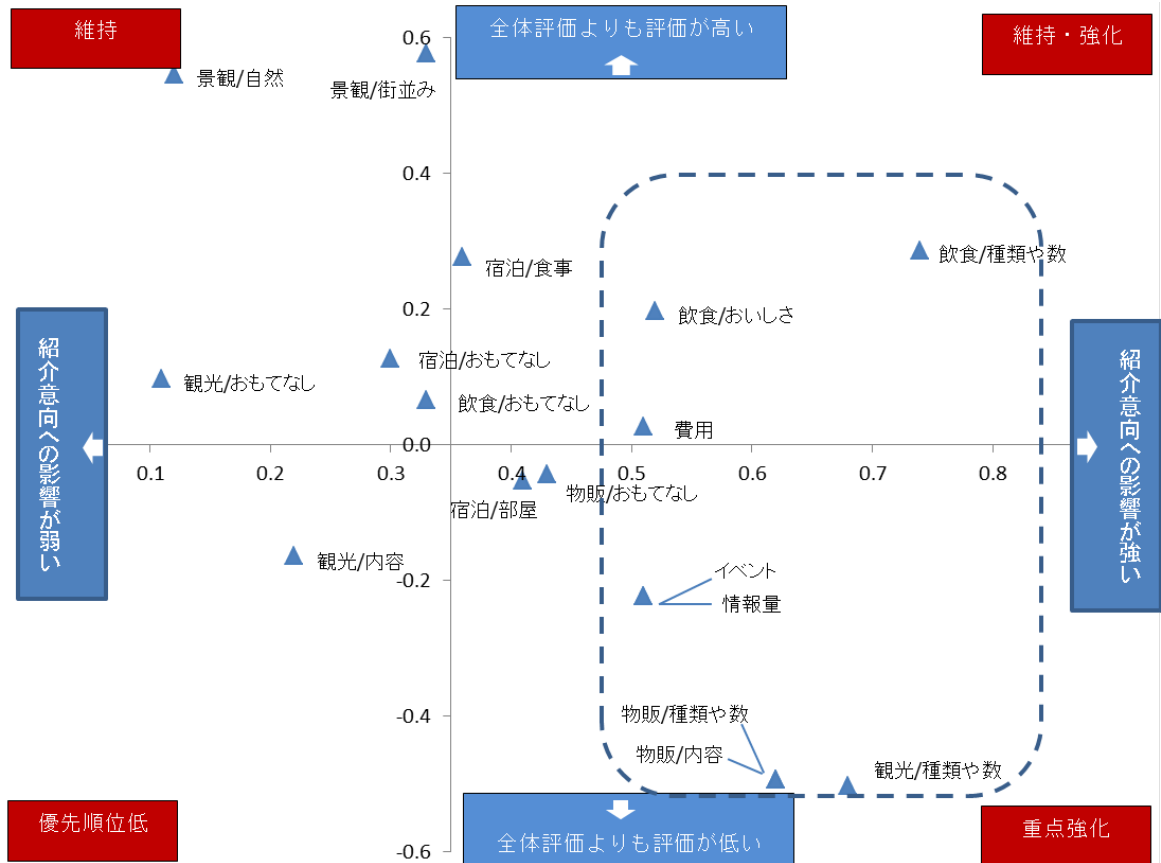 維持
全体評価よりも評価が高い
維持・強化
0.6
景観/自然
景観/街並み
0.4
飲食/種類や数
宿泊/食事
飲食/おいしさ
0.2
紹介意向への影響が弱い
紹介意向への影響が強い
宿泊/おもてなし
観光/おもてなし
飲食/おもてなし
費用
0.0
0.1
0.2
0.3
0.4
0.5
0.6
0.7
0.8
物販/おもてなし
宿泊/部屋
観光/内容
-0.2
イベント
情報量
-0.4
物販/種類や数
物販/内容
観光/種類や数
優先順位低
全体評価よりも評価が低い
重点強化
-0.6